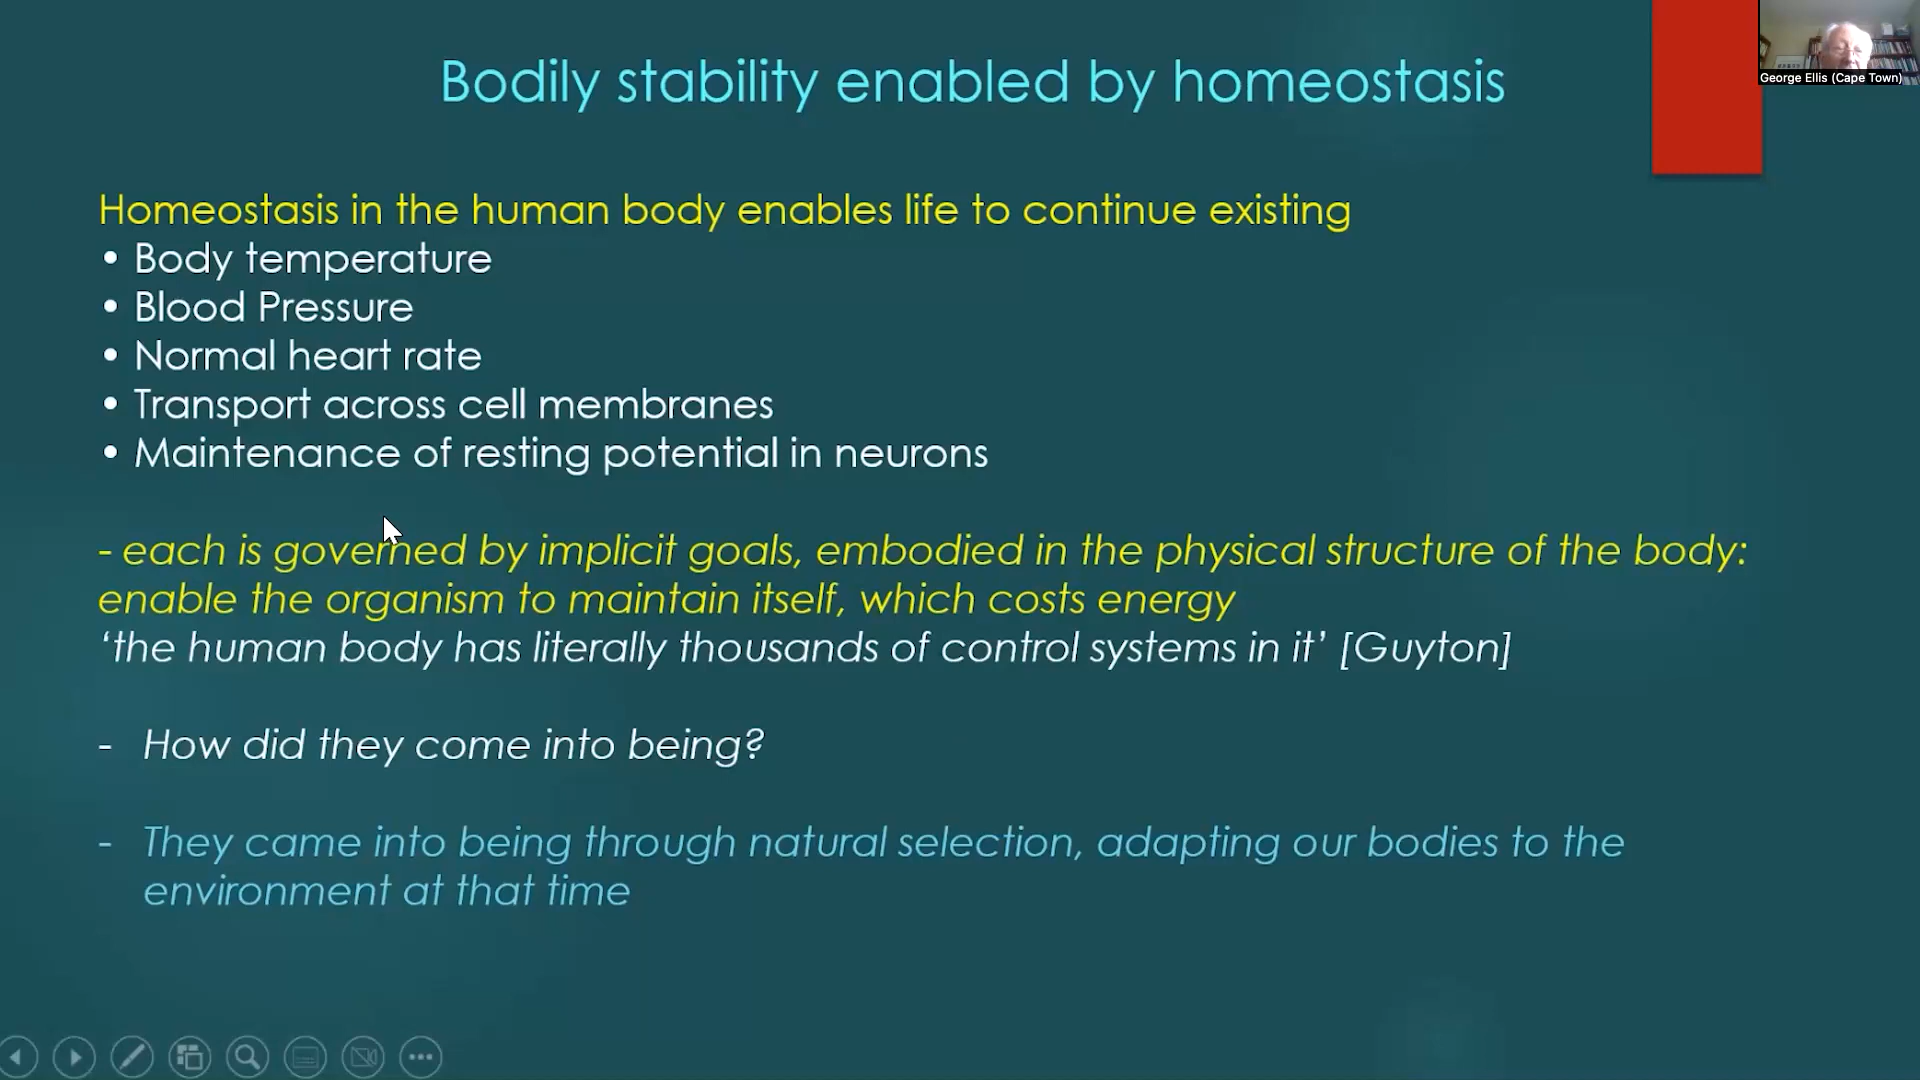 Bodily stability enabled by homeostasis
George Ellis (Cape Town)
Homeostasis in the human body enables life to continue existing
• Body temperature
• Blood Pressure
• Normal heart rate
• Transport across cell membranes
• Maintenance of resting potential in neurons
- each is governed by implicit goals, embodied in the physical structure of the body:
enable the organism to maintain itself, which costs energy
‘the human body has literally thousands of control systems in it’ [Guyton]
- How did they come into being?
- They came into being through natural selection, adapting our bodies to the
environment at that time